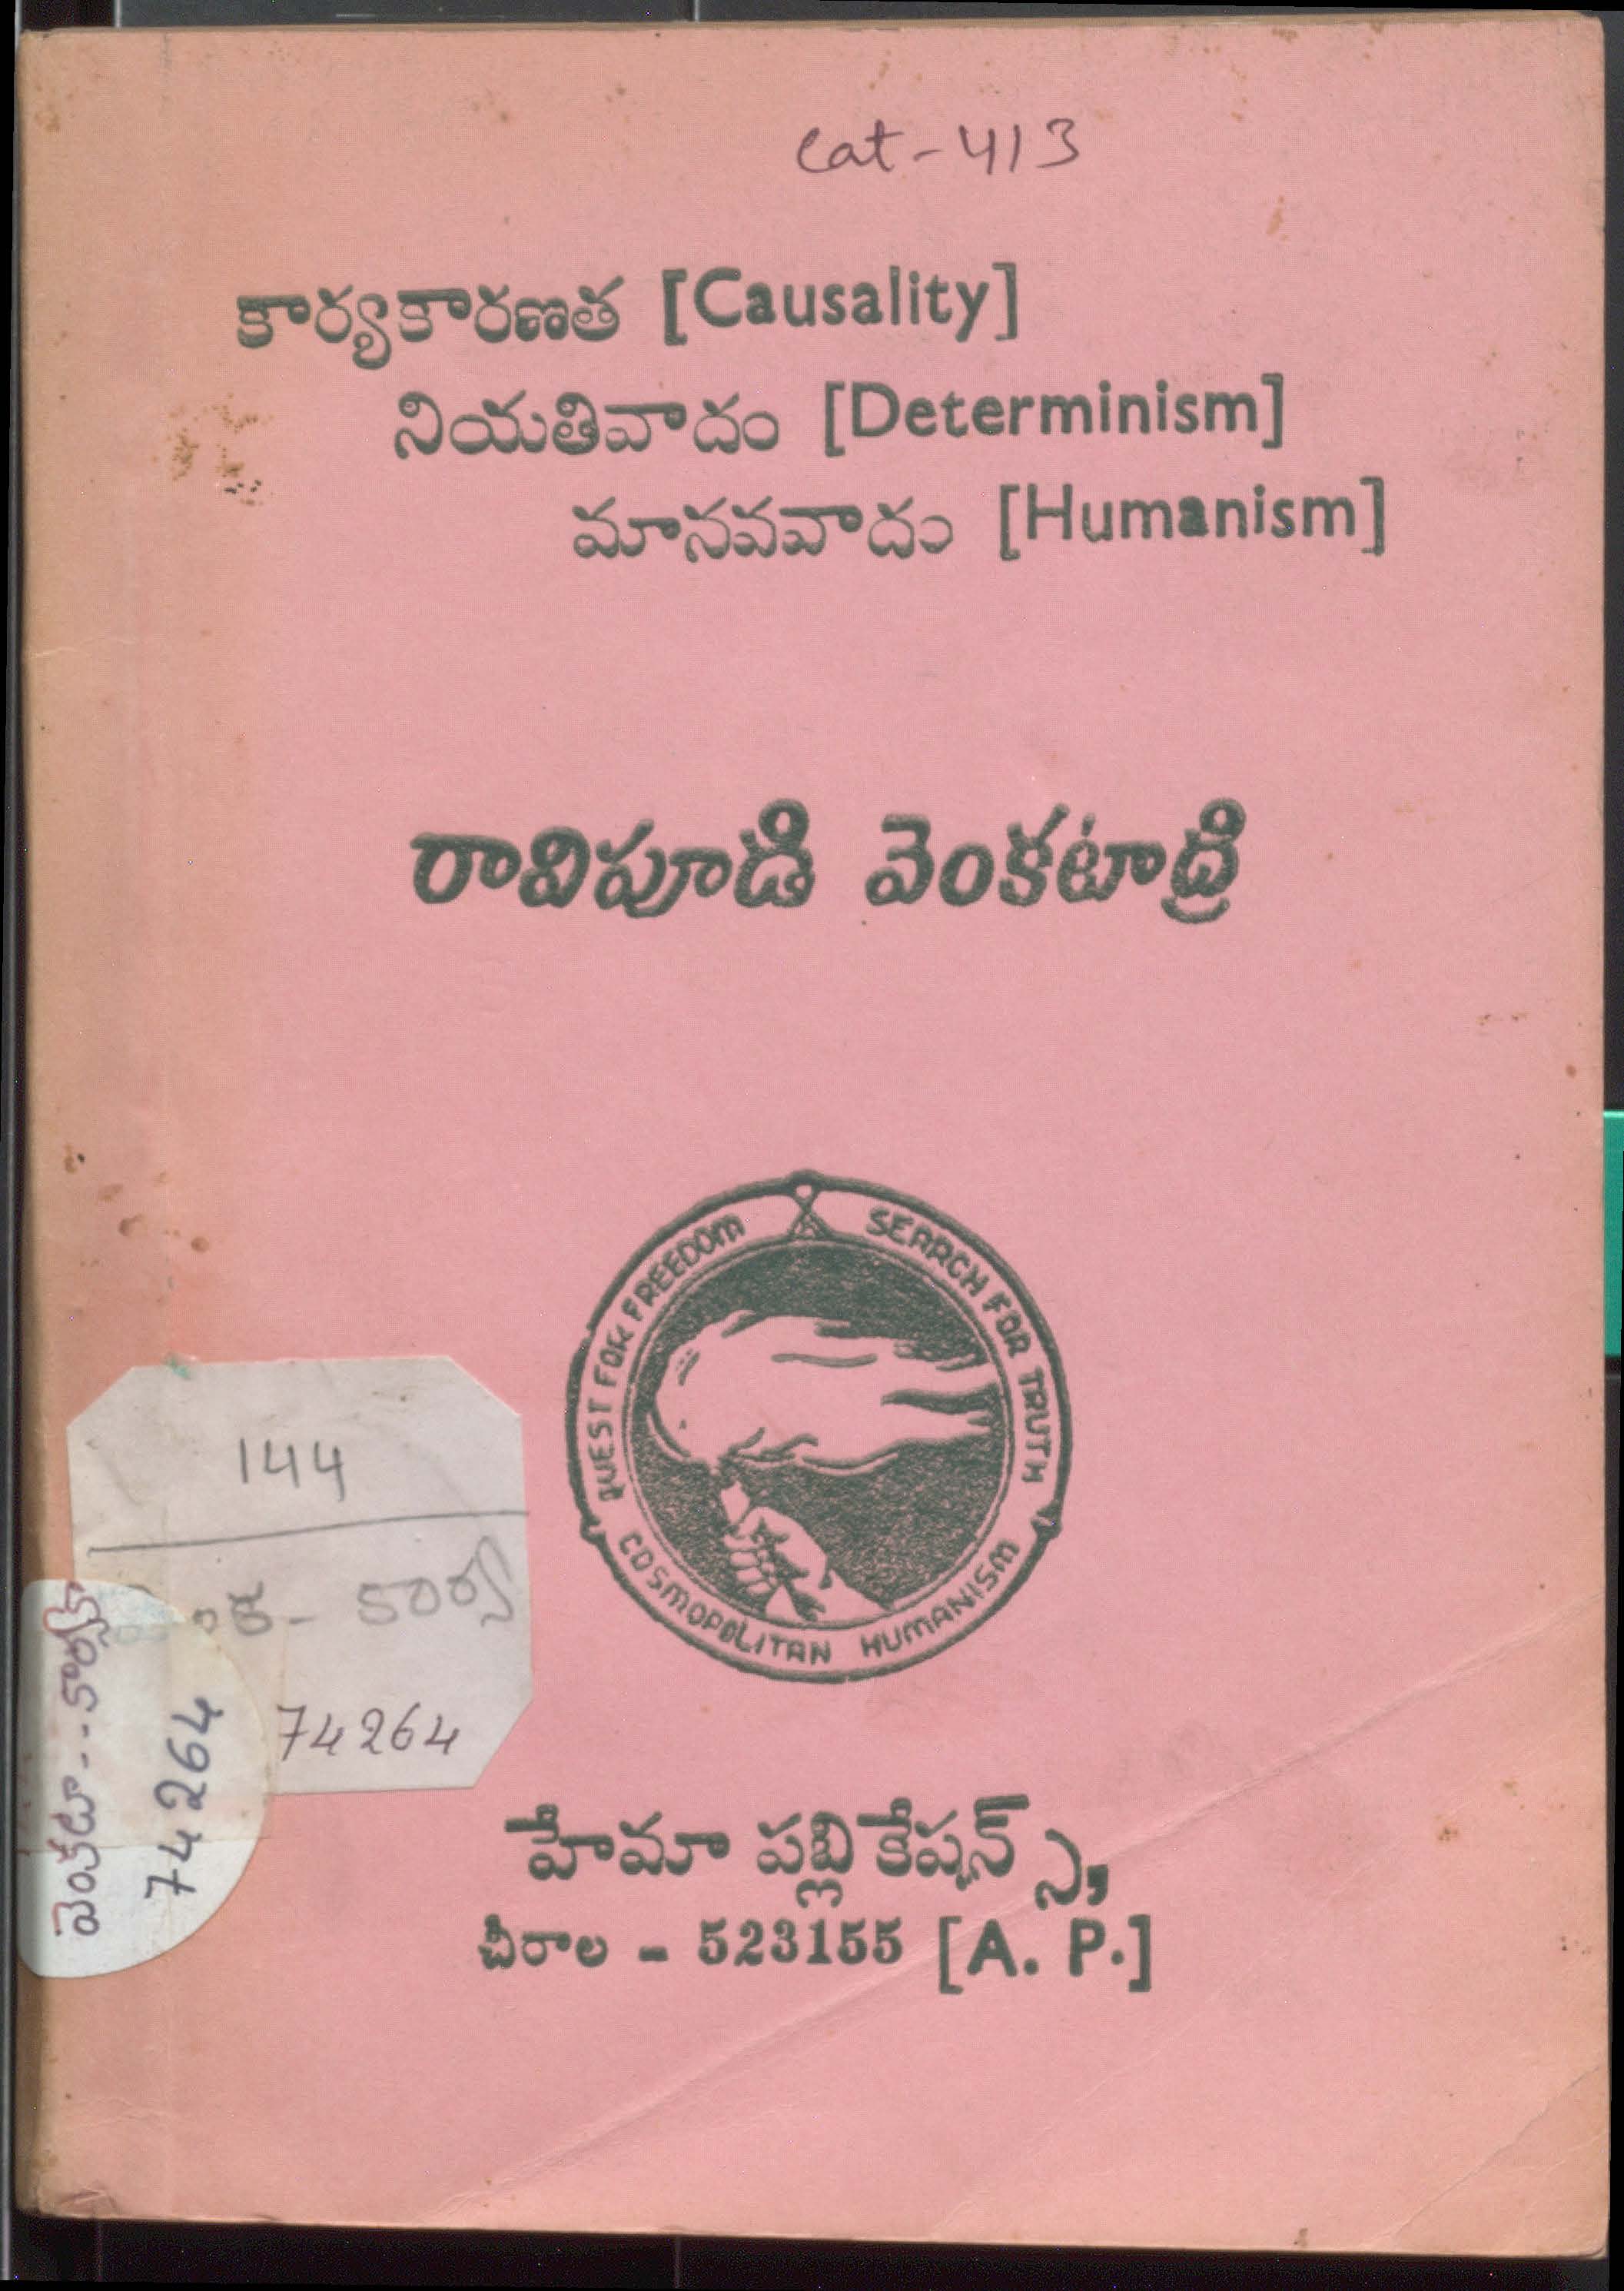 cat-413
కార్యకారణత [Causality]
నియతివాదం [Determinism]
మానవవాదం [Humanism]
రావిపూడి వెంకటాద్రి
QUEST FOR FREEDOM
SEARCH FOR TRUTH
COSMOPOLITAN HUMANISM
144
74264
వెంకటా--కార్య
74264
హేమా పబ్లికేషన్స్,
చీరాల - 523155 [A. P.]